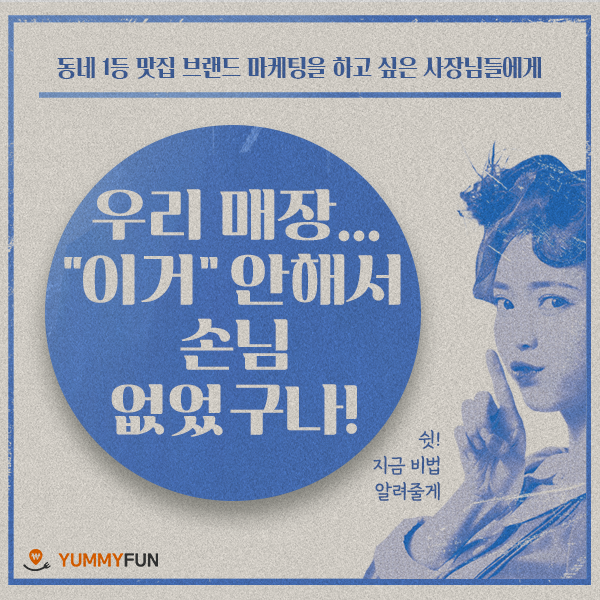 동네 1등 맛집 브랜드 마케팅을 하고 싶은 사장님들에게
우리 매장...
"이거" 안해서
손님
없었구나!
쉿!
지금 비법
알려줄게
YUMMYFUN